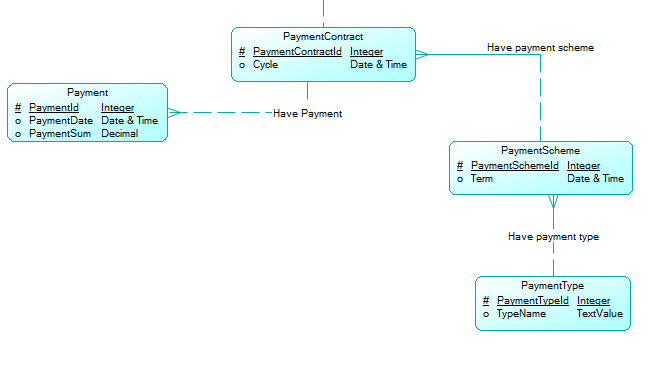 PaymentContract
# PaymentContractId Integer
o Cycle Date & Time
Have payment scheme
Payment
# PaymentId Integer
o PaymentDate Date & Time
o PaymentSum Decimal
Have Payment
PaymentScheme
# PaymentSchemeId Integer
o Term Date & Time
Have payment type
PaymentType
# PaymentTypeId Integer
o TypeName TextValue